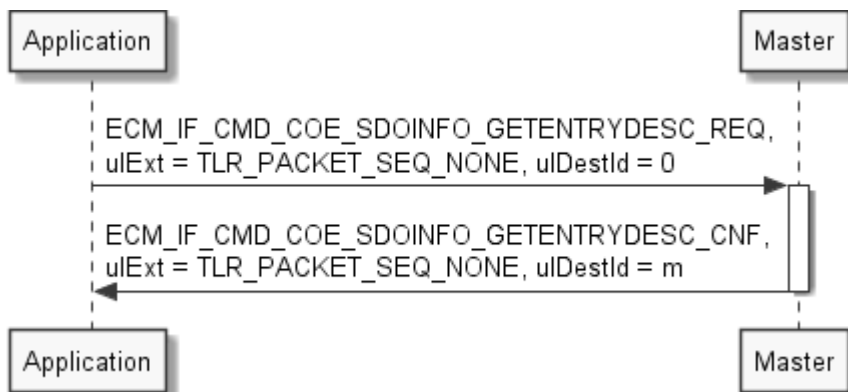 Application
Master
ECM_IF_CMD_COE_SDOINFO_GETENTRYDESC_REQ,
ulExt = TLR_PACKET_SEQ_NONE, ulDestId = 0
ECM_IF_CMD_COE_SDOINFO_GETENTRYDESC_CNF,
ulExt = TLR_PACKET_SEQ_NONE, ulDestId = m
Application
Master